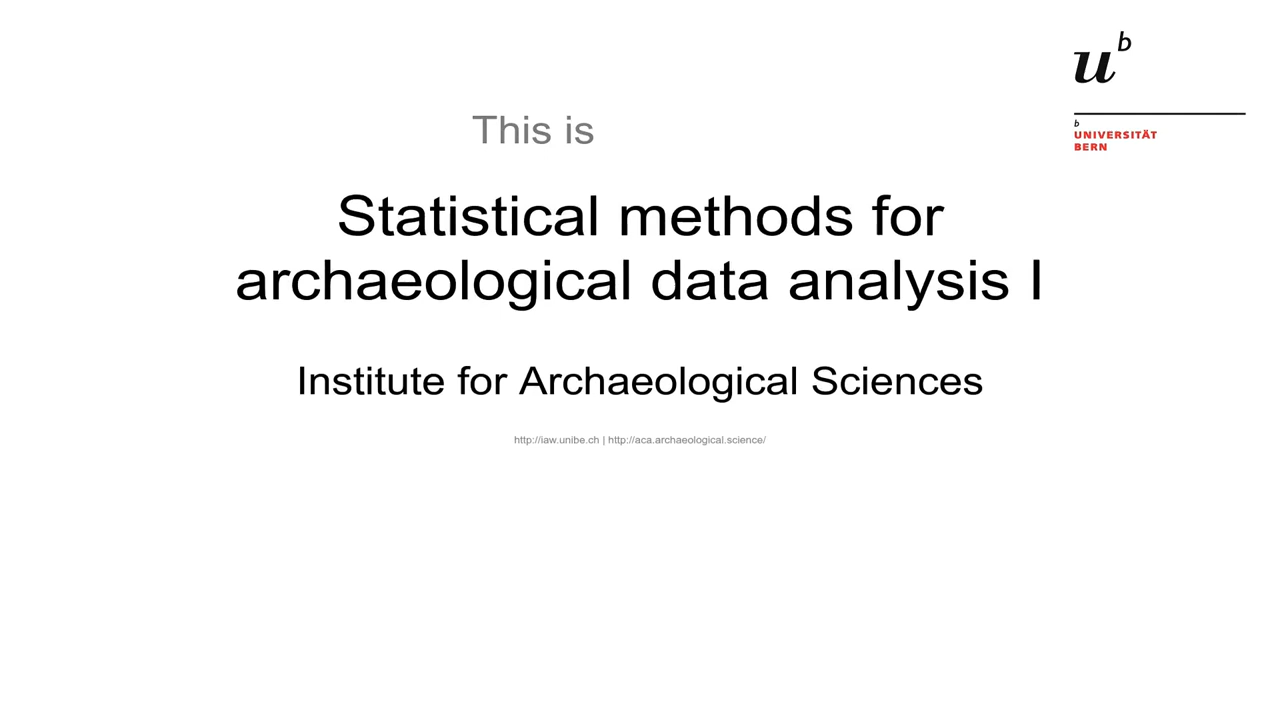 u b
b
UNIVERSITÄT
BERN
This is
Statistical methods for
archaeological data analysis I
Institute for Archaeological Sciences
http://iaw.unibe.ch | http://aca.archaeological.science/